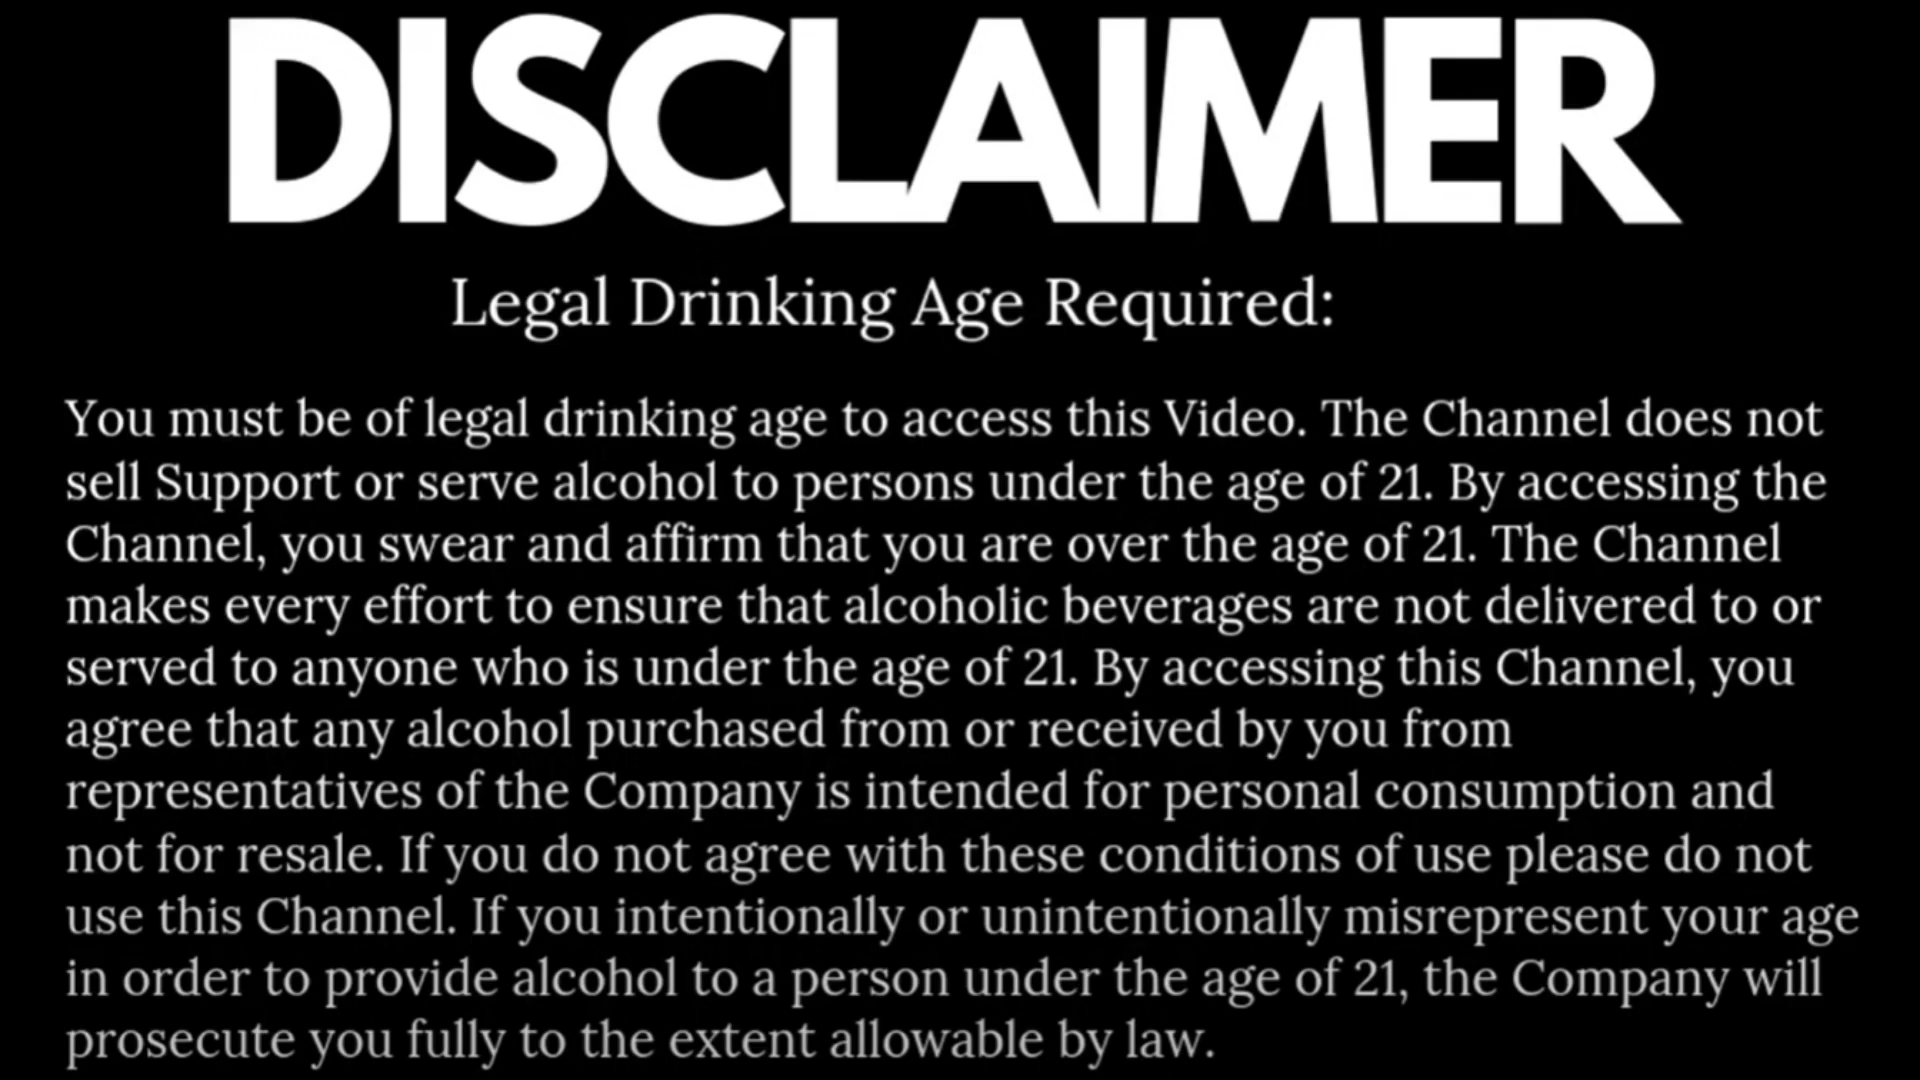 DISCLAIMER
Legal Drinking Age Required:
You must be of legal drinking age to access this Video. The Channel does not
sell Support or serve alcohol to persons under the age of 21. By accessing the
Channel, you swear and affirm that you are over the age of 21. The Channel
makes every effort to ensure that alcoholic beverages are not delivered to or
served to anyone who is under the age of 21. By accessing this Channel, you
agree that any alcohol purchased from or received by you from
representatives of the Company is intended for personal consumption and
not for resale. If you do not agree with these conditions of use please do not
use this Channel. If you intentionally or unintentionally misrepresent your age
in order to provide alcohol to a person under the age of 21, the Company will
prosecute you fully to the extent allowable by law.